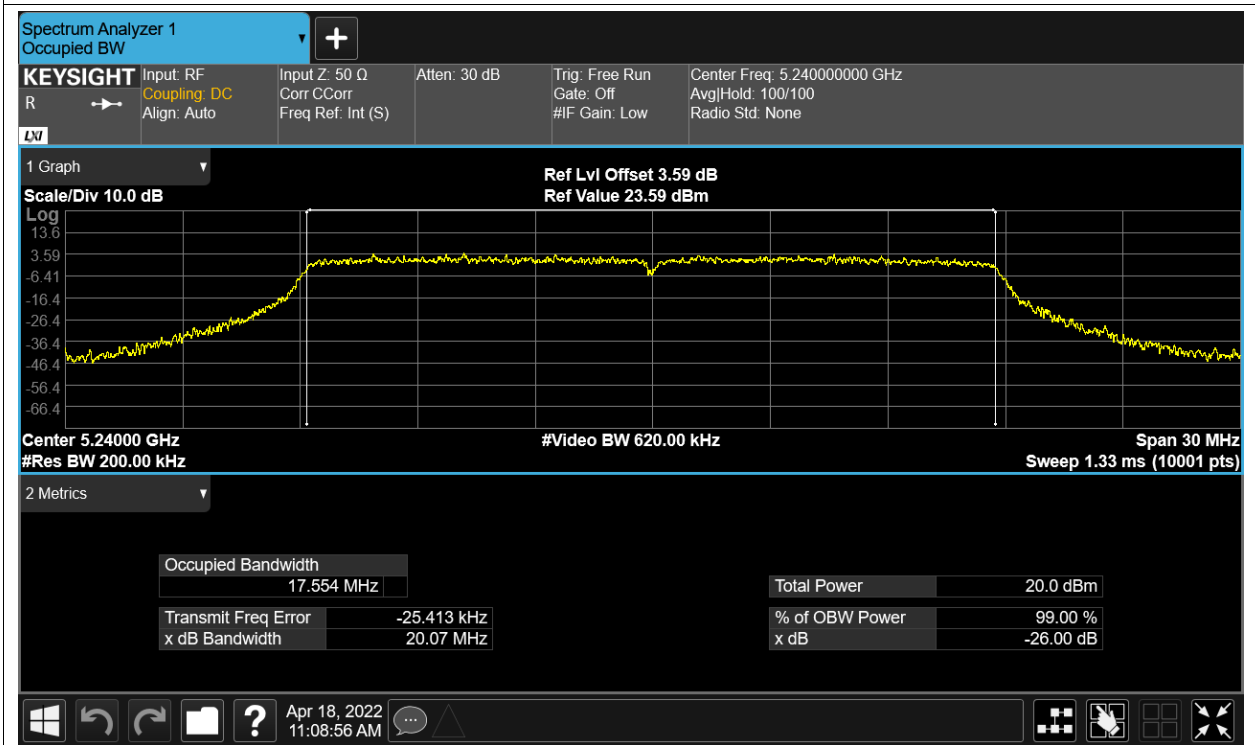 Spectrum Analyzer 1
Occupied BW
KEYSIGHT
R
LXI
Input: RF
Coupling: DC
Align: Auto
Input Z: 50 Ω
Corr CCorr
Freq Ref: Int (S)
Atten: 30 dB
Trig: Free Run
Gate: Off
#IF Gain: Low
Center Freq: 5.240000000 GHz
Avg|Hold: 100/100
Radio Std: None
1 Graph
Scale/Div 10.0 dB
Ref Lvl Offset 3.59 dB
Ref Value 23.59 dBm
Log
13.6
3.59
-6.41
-16.4
-26.4
-36.4
-46.4
-56.4
-66.4
Center 5.24000 GHz
#Video BW 620.00 kHz
Span 30 MHz
#Res BW 200.00 kHz
Sweep 1.33 ms (10001 pts)
2 Metrics
Occupied Bandwidth
17.554 MHz
Total Power 20.0 dBm
Transmit Freq Error -25.413 kHz
% of OBW Power 99.00 %
x dB Bandwidth 20.07 MHz
x dB -26.00 dB
?
Apr 18, 2022
11:08:56 AM